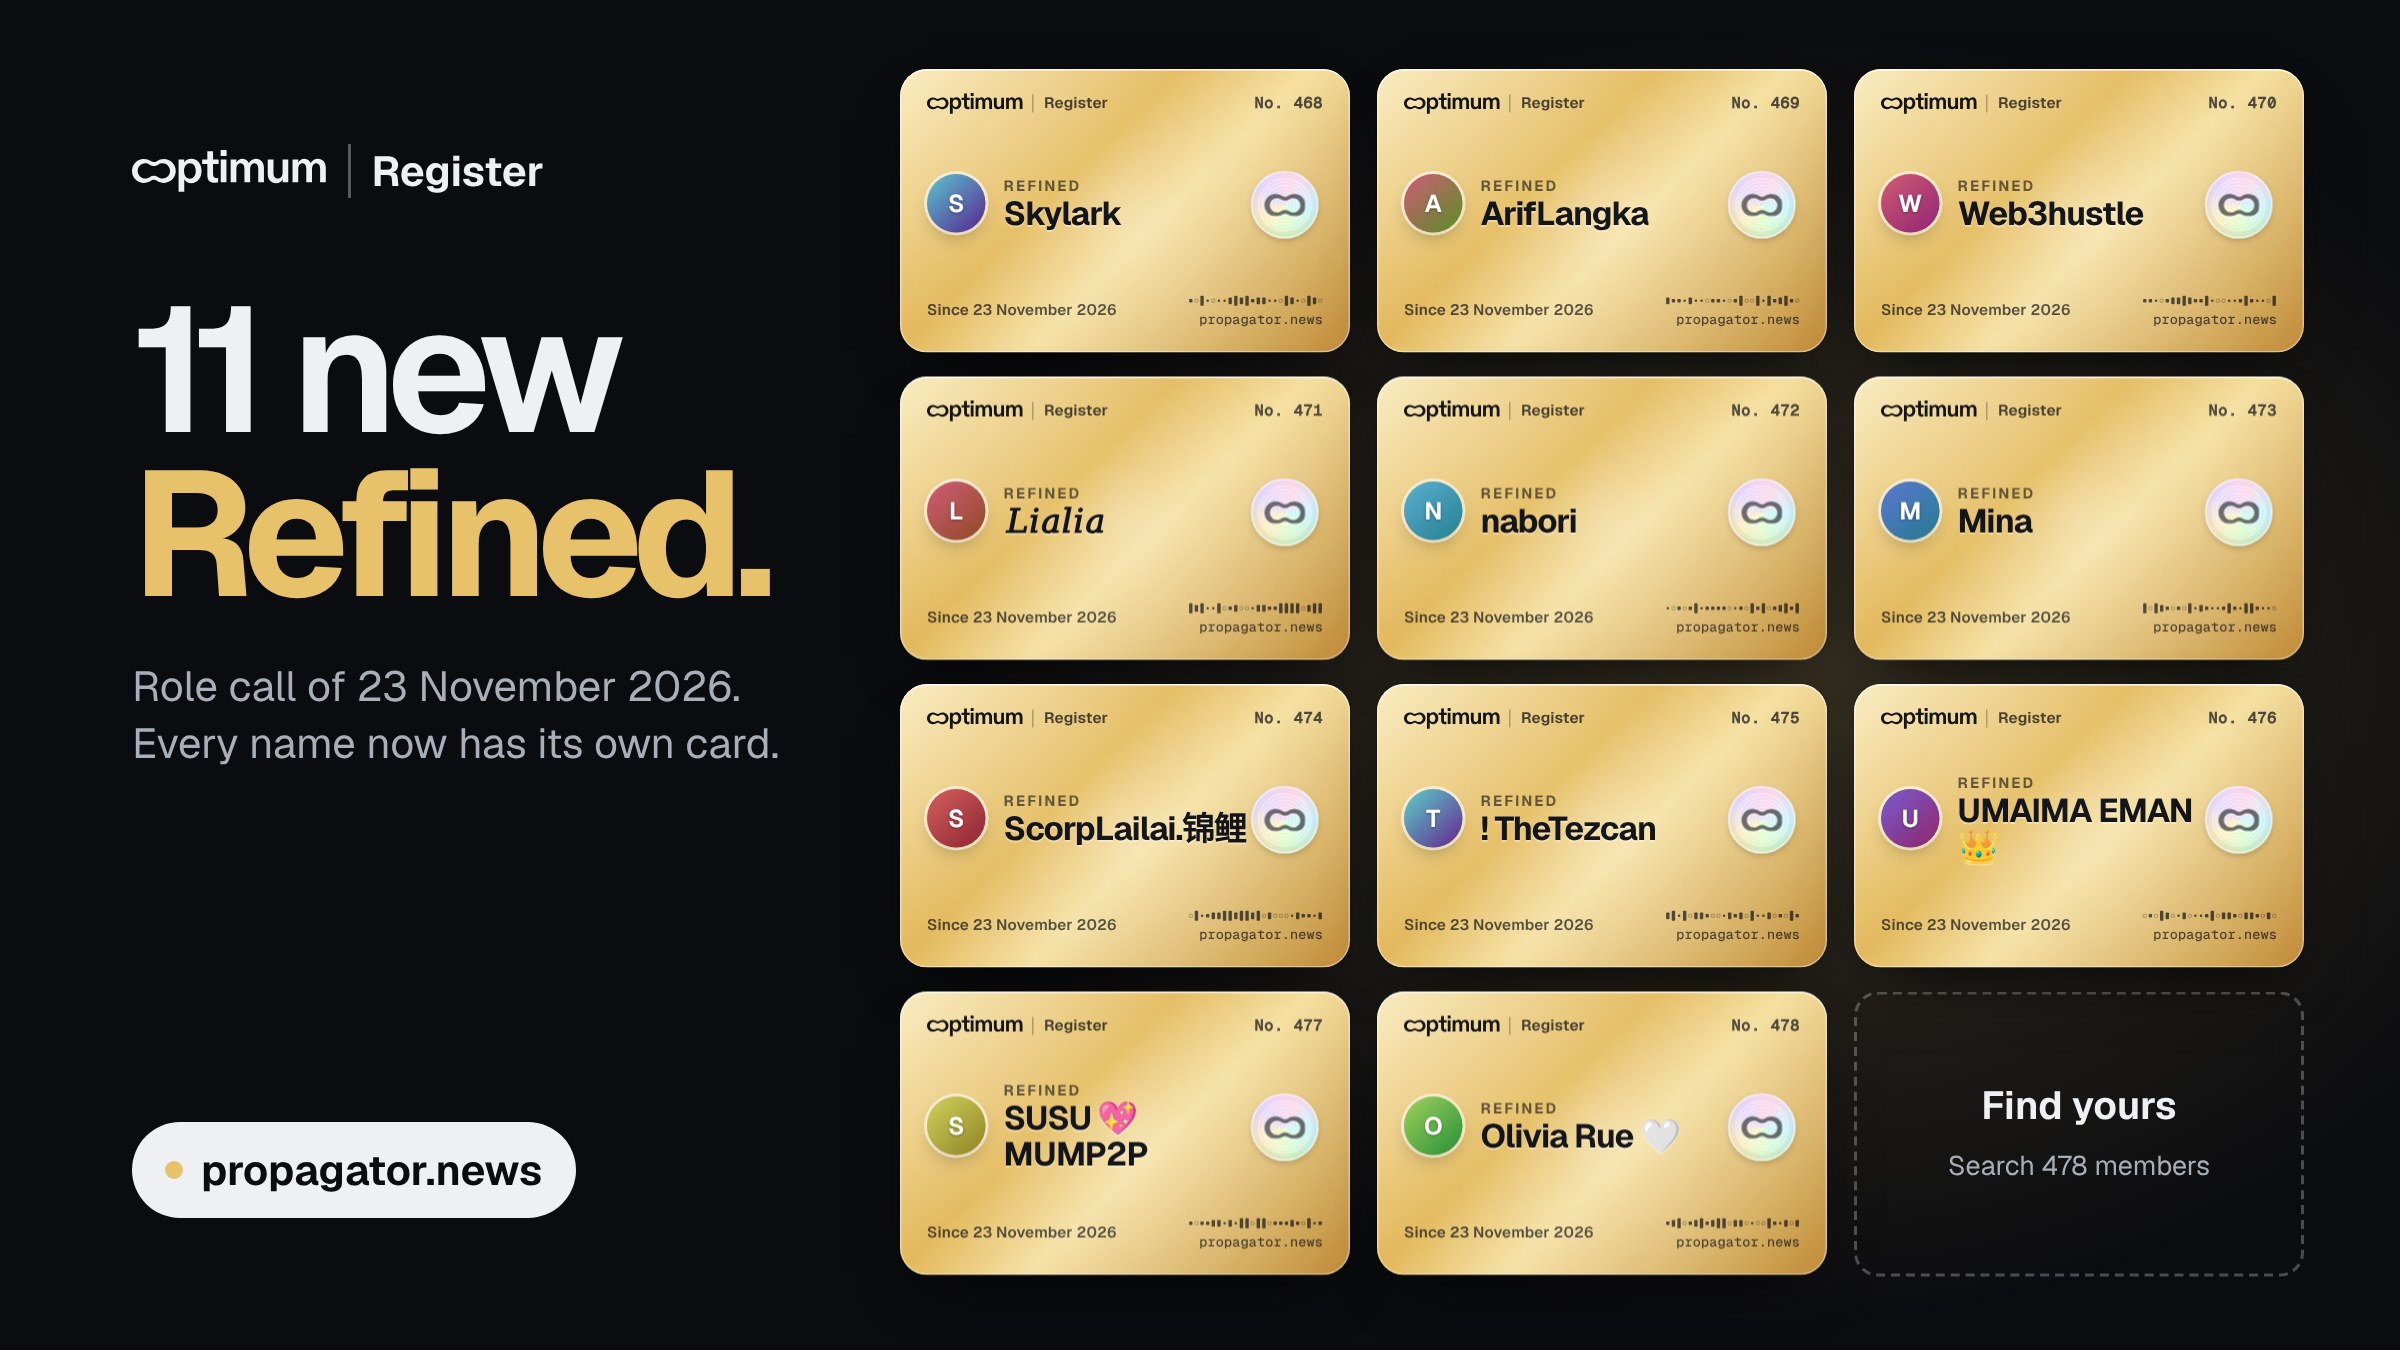 optimum | Register
11 new
Refined.
Role call of 23 November 2026.
Every name now has its own card.
propagator.news
optimum | Register No. 468
S
REFINED
Skylark
Since 23 November 2026
propagator.news
optimum | Register No. 469
A
REFINED
ArifLangka
Since 23 November 2026
propagator.news
optimum | Register No. 470
W
REFINED
Web3hustle
Since 23 November 2026
propagator.news
optimum | Register No. 471
L
REFINED
Lialia
Since 23 November 2026
propagator.news
optimum | Register No. 472
N
REFINED
nabori
Since 23 November 2026
propagator.news
optimum | Register No. 473
M
REFINED
Mina
Since 23 November 2026
propagator.news
optimum | Register No. 474
S
REFINED
ScorpLailai.锦鲤
Since 23 November 2026
propagator.news
optimum | Register No. 475
T
REFINED
! TheTezcan
Since 23 November 2026
propagator.news
optimum | Register No. 476
U
REFINED
UMAIMA EMAN
👑
Since 23 November 2026
propagator.news
optimum | Register No. 477
S
REFINED
SUSU 💖
MUMP2P
Since 23 November 2026
propagator.news
optimum | Register No. 478
O
REFINED
Olivia Rue 🤍
Since 23 November 2026
propagator.news
Find yours
Search 478 members